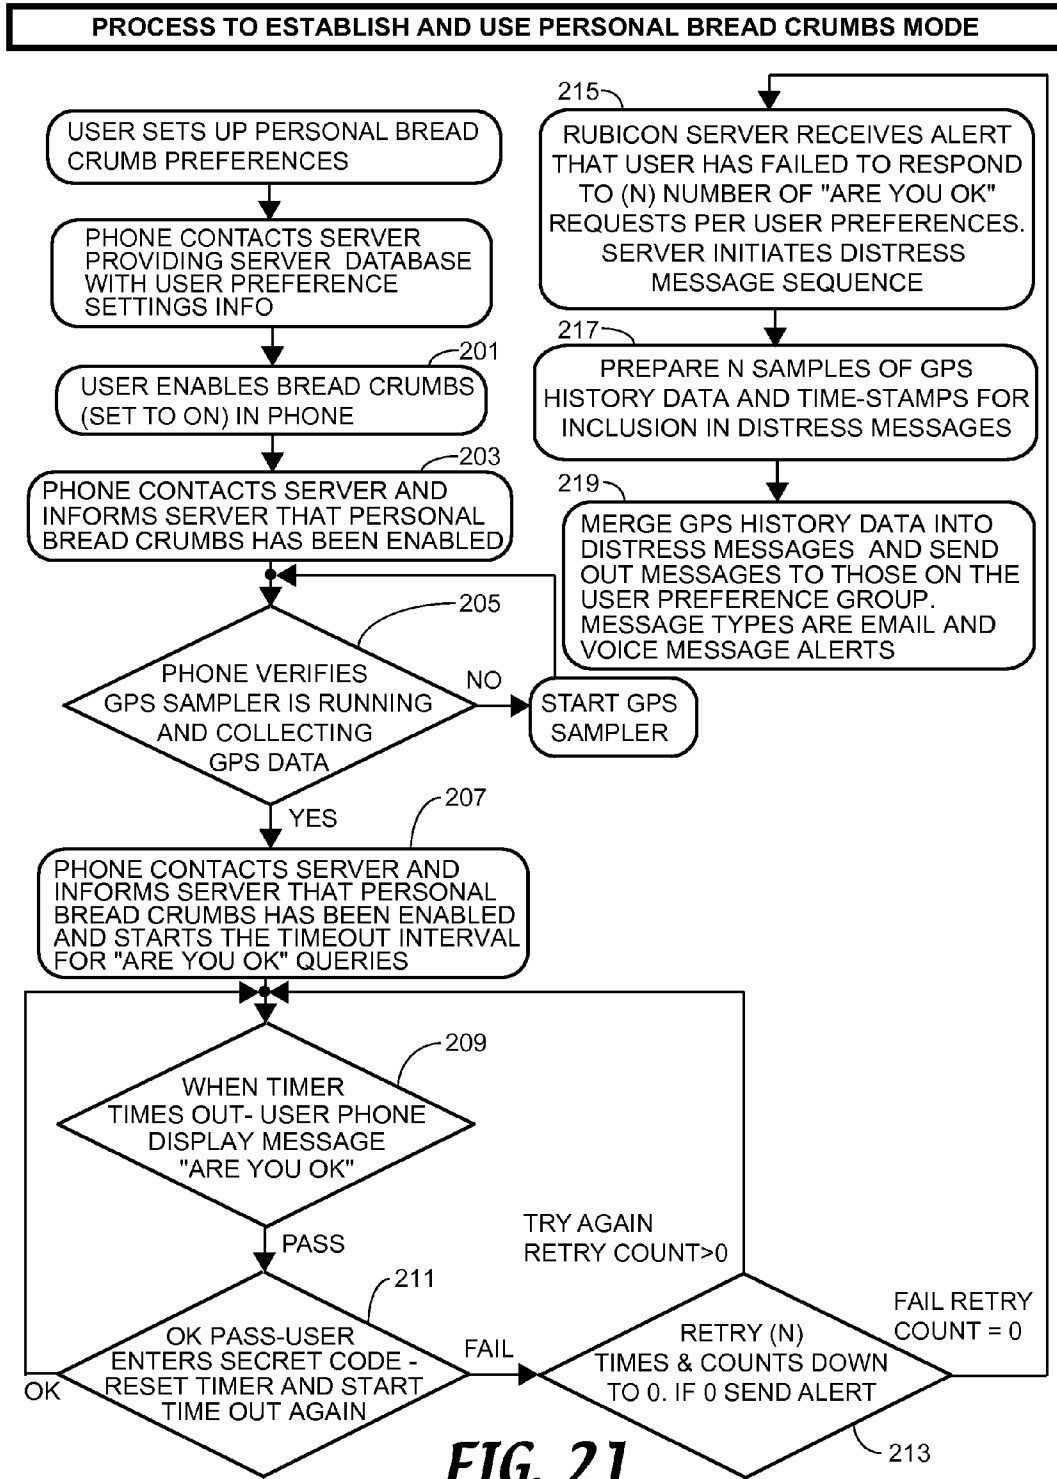 PROCESS TO ESTABLISH AND USE PERSONAL BREAD CRUMBS MODE
USER SETS UP PERSONAL BREAD
CRUMB PREFERENCES
PHONE CONTACTS SERVER
PROVIDING SERVER DATABASE
WITH USER PREFERENCE
SETTINGS INFO
201
USER ENABLES BREAD CRUMBS
(SET TO ON) IN PHONE
203
PHONE CONTACTS SERVER AND
INFORMS SERVER THAT PERSONAL
BREAD CRUMBS HAS BEEN ENABLED
205
PHONE VERIFIES
GPS SAMPLER IS RUNNING
AND COLLECTING
GPS DATA
NO
START GPS
SAMPLER
YES
207
PHONE CONTACTS SERVER AND
INFORMS SERVER THAT PERSONAL
BREAD CRUMBS HAS BEEN ENABLED
AND STARTS THE TIMEOUT INTERVAL
FOR "ARE YOU OK" QUERIES
209
WHEN TIMER
TIMES OUT- USER PHONE
DISPLAY MESSAGE
"ARE YOU OK"
PASS
211
OK PASS-USER
ENTERS SECRET CODE -
RESET TIMER AND START
TIME OUT AGAIN
OK
FAIL
TRY AGAIN
RETRY COUNT>0
RETRY (N)
TIMES & COUNTS DOWN
TO 0. IF 0 SEND ALERT
213
FAIL RETRY
COUNT = 0
215
RUBICON SERVER RECEIVES ALERT
THAT USER HAS FAILED TO RESPOND
TO (N) NUMBER OF "ARE YOU OK"
REQUESTS PER USER PREFERENCES.
SERVER INITIATES DISTRESS
MESSAGE SEQUENCE
217
PREPARE N SAMPLES OF GPS
HISTORY DATA AND TIME-STAMPS FOR
INCLUSION IN DISTRESS MESSAGES
219
MERGE GPS HISTORY DATA INTO
DISTRESS MESSAGES AND SEND
OUT MESSAGES TO THOSE ON THE
USER PREFERENCE GROUP.
MESSAGE TYPES ARE EMAIL AND
VOICE MESSAGE ALERTS
FIG. 21